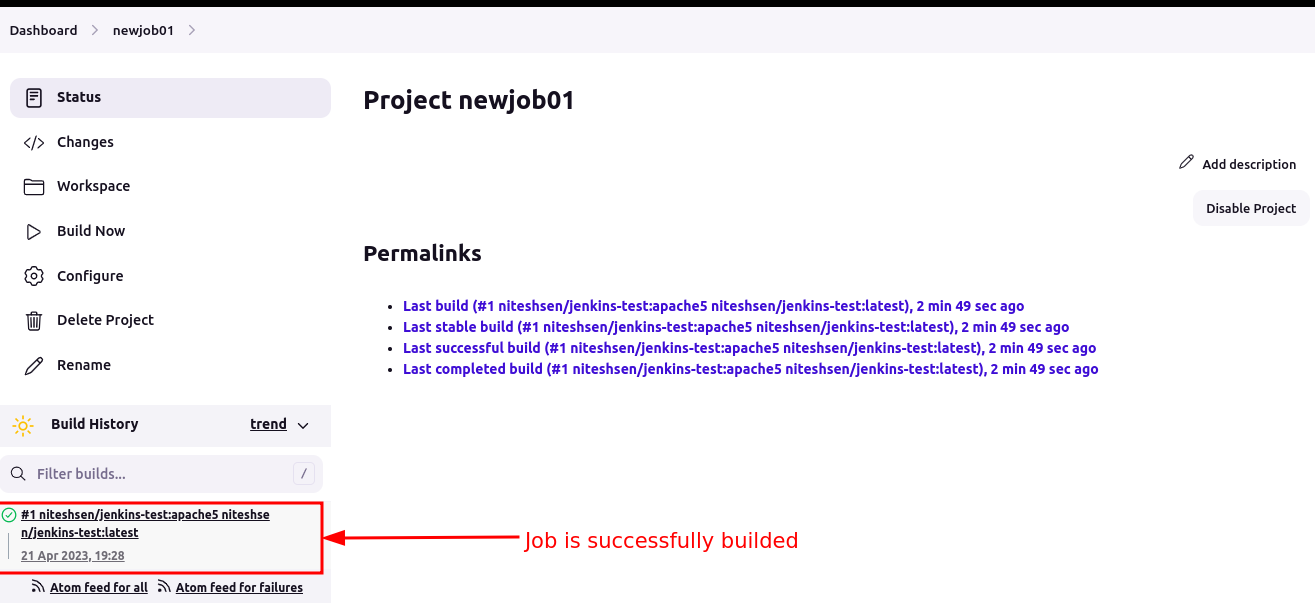 Dashboard
newjob01
Status
Changes
Workspace
Build Now
Configure
Delete Project
Rename
Build History
trend
Filter builds...
/
#1 niteshsen/jenkins-test:apache5 niteshse
n/jenkins-test:latest
21 Apr 2023, 19:28
Atom feed for all
Atom feed for failures
Project newjob01
Add description
Disable Project
Permalinks
Last build (#1 niteshsen/jenkins-test:apache5 niteshsen/jenkins-test:latest), 2 min 49 sec ago
Last stable build (#1 niteshsen/jenkins-test:apache5 niteshsen/jenkins-test:latest), 2 min 49 sec ago
Last successful build (#1 niteshsen/jenkins-test:apache5 niteshsen/jenkins-test:latest), 2 min 49 sec ago
Last completed build (#1 niteshsen/jenkins-test:apache5 niteshsen/jenkins-test:latest), 2 min 49 sec ago
Job is successfully builded